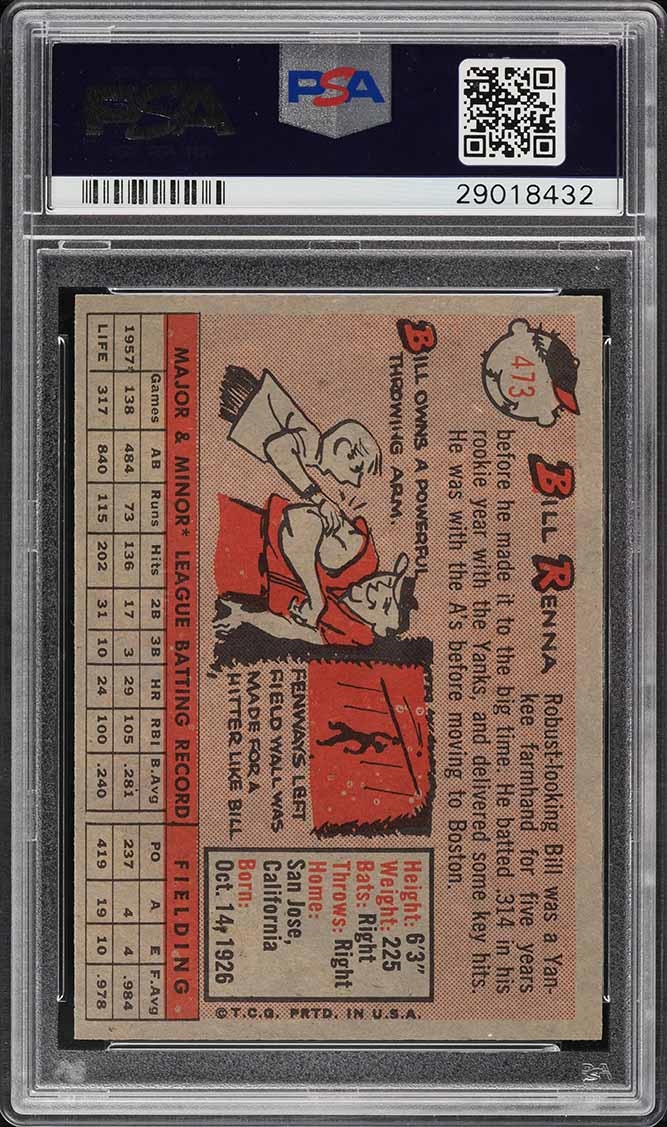 PSA
PSA
29018432
473
BILL RENNA Robust-looking Bill was a Yan-
kee farmhand for five years
before he made it to the big time. He batted .314 in his
rookie year with the Yanks, and delivered some key hits.
He was with the A's before moving to Boston.
BILL OWNS A POWERFUL
THROWING ARM.
FENWAY'S LEFT
FIELD WALL WAS
MADE FOR A
HITTER LIKE BILL
Height: 6'3"
Weight: 225
Bats: Right
Throws: Right
Home:
San Jose,
California
Born:
Oct. 14, 1926
©T.C.G. PRTD. IN U.S.A.
MAJOR & MINOR* LEAGUE BATTING RECORD FIELDING
Games AB Runs Hits 2B 3B HR RBI B.Avg PO A E F.Avg
1957* 138 484 73 136 17 3 29 105 .281 237 4 4 .984
LIFE 317 840 115 202 31 10 24 100 .240 419 19 10 .978